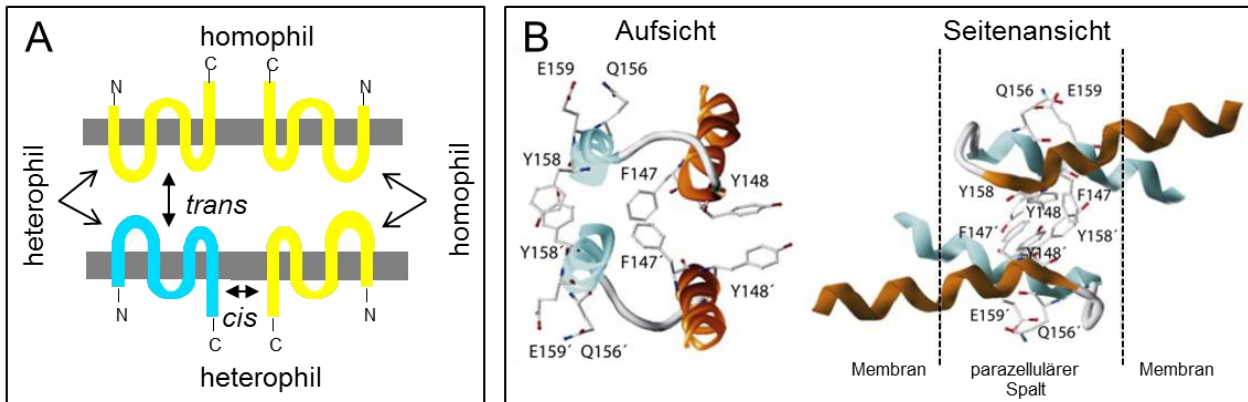 A
homophil
C
C
N
N
heterophil
homophil
trans
cis
N
C
C
N
heterophil
B
Aufsicht
E159
Q156
Y158
F147
Y148
Y158´
F147´
Y148´
E159´
Q156´
Seitenansicht
Q156
E159
Y158
F147
Y148
F147´
Y158´
Y148´
E159´
Q156´
Membran
parazellulärer
Spalt
Membran